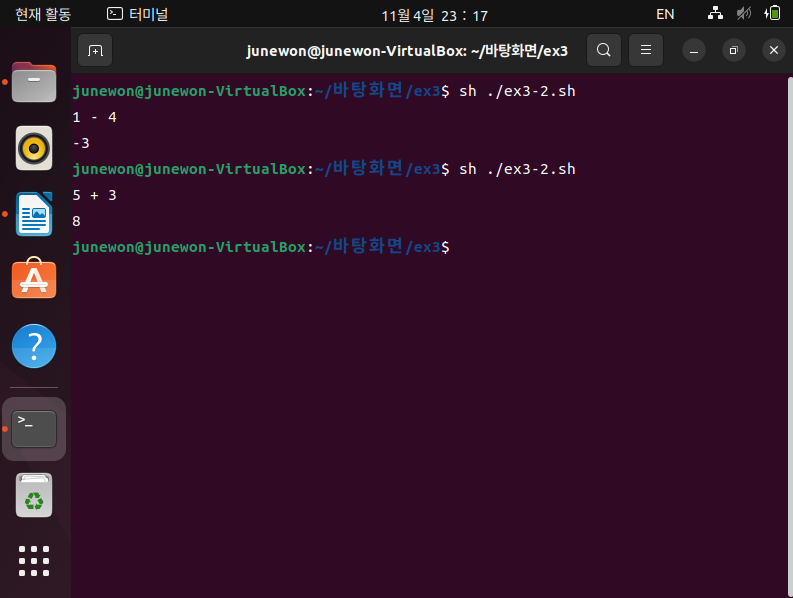 현재 활동 터미널 11월 4일 23 : 17 EN
junewon@junewon-VirtualBox: ~/바탕화면/ex3
junewon@junewon-VirtualBox:~/바탕화면/ex3$ sh ./ex3-2.sh
1 - 4
-3
junewon@junewon-VirtualBox:~/바탕화면/ex3$ sh ./ex3-2.sh
5 + 3
8
junewon@junewon-VirtualBox:~/바탕화면/ex3$